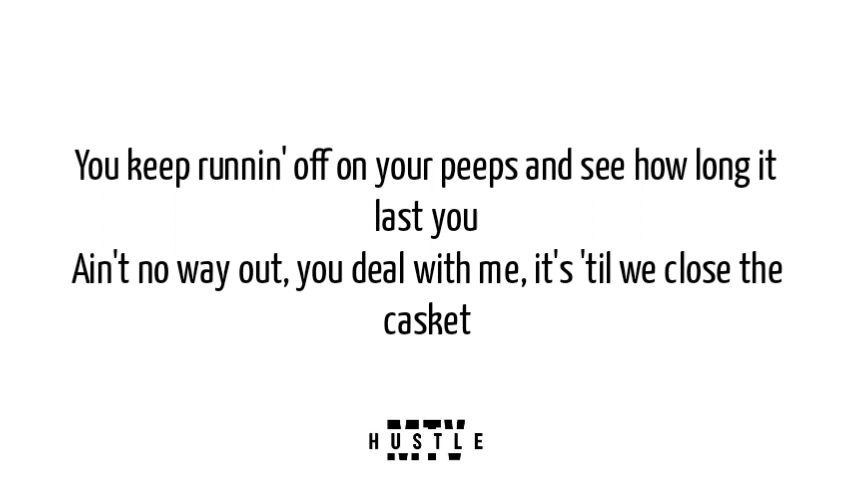 You keep runnin' off on your peeps and see how long it
last you
Ain't no way out, you deal with me, it's 'til we close the
casket
MTV
HUSTLE